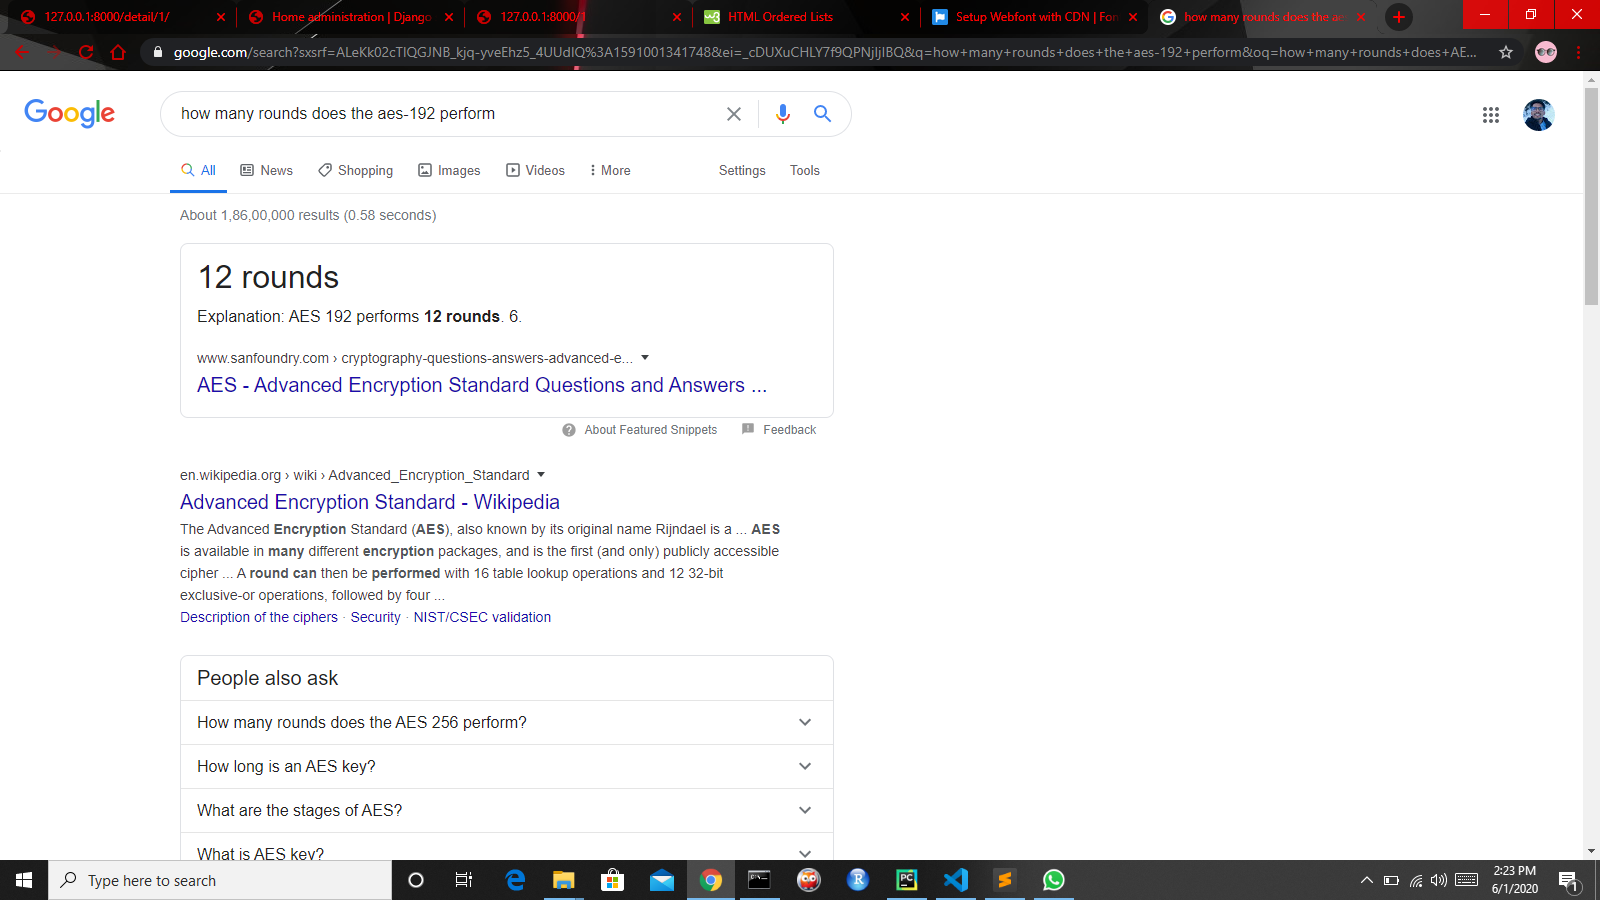 127.0.0.1:8000/detail/1/
Home administration | Django
127.0.0.1:8000/1
HTML Ordered Lists
Setup Webfont with CDN | Fon
how many rounds does the ae
google.com/search?sxsrf=ALeKk02cTIQGJNB_kjq-yveEhz5_4UUdIQ%3A1591001341748&ei=_cDUXuCHLY7f9QPNjIjIBQ&q=how+many+rounds+does+the+aes-192+perform&oq=how+many+rounds+does+AE...
Google
how many rounds does the aes-192 perform
All
News
Shopping
Images
Videos
More
Settings
Tools
About 1,86,00,000 results (0.58 seconds)
12 rounds
Explanation: AES 192 performs 12 rounds. 6.
www.sanfoundry.com › cryptography-questions-answers-advanced-e...
AES - Advanced Encryption Standard Questions and Answers ...
About Featured Snippets
Feedback
en.wikipedia.org › wiki › Advanced_Encryption_Standard
Advanced Encryption Standard - Wikipedia
The Advanced Encryption Standard (AES), also known by its original name Rijndael is a ... AES
is available in many different encryption packages, and is the first (and only) publicly accessible
cipher ... A round can then be performed with 16 table lookup operations and 12 32-bit
exclusive-or operations, followed by four ...
Description of the ciphers · Security · NIST/CSEC validation
People also ask
How many rounds does the AES 256 perform?
How long is an AES key?
What are the stages of AES?
What is AES key?
Type here to search
2:23 PM
6/1/2020
1